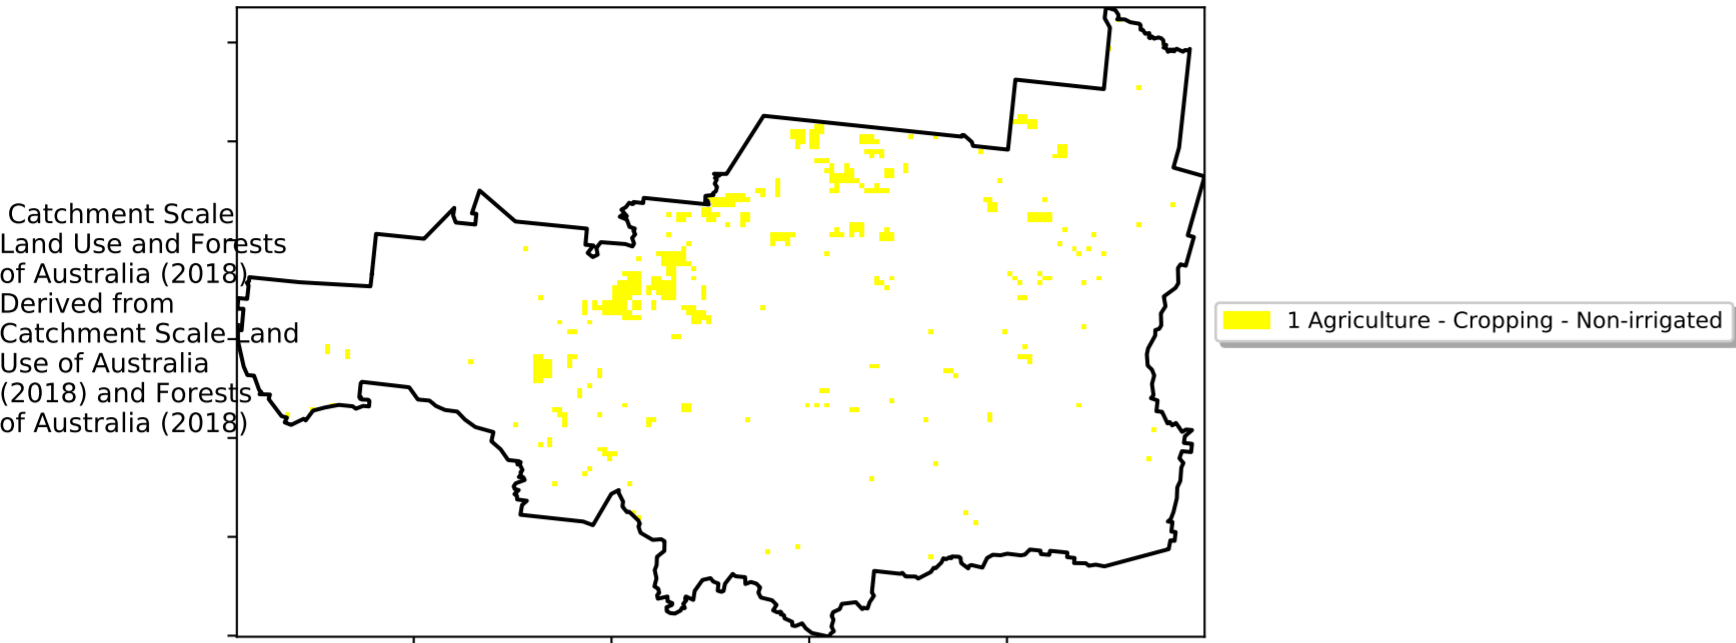 Catchment Scale
Land Use and Forests
of Australia (2018)
Derived from
Catchment Scale Land
Use of Australia
(2018) and Forests
of Australia (2018)
1 Agriculture - Cropping - Non-irrigated